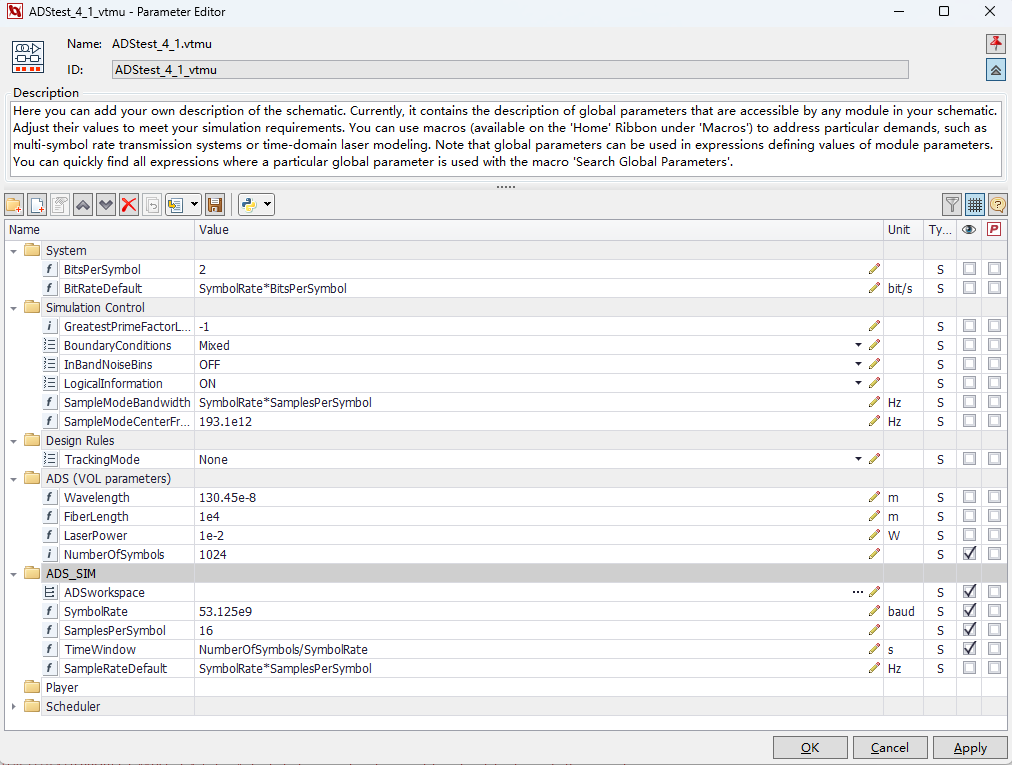 ADStest_4_1_vtmu - Parameter Editor
Name: ADStest_4_1.vtmu
ID: ADStest_4_1_vtmu
Description
Here you can add your own description of the schematic. Currently, it contains the description of global parameters that are accessible by any module in your schematic.
Adjust their values to meet your simulation requirements. You can use macros (available on the 'Home' Ribbon under 'Macros') to address particular demands, such as
multi-symbol rate transmission systems or time-domain laser modeling. Note that global parameters can be used in expressions defining values of module parameters.
You can quickly find all expressions where a particular global parameter is used with the macro 'Search Global Parameters'.
Name Value Unit Ty... P
System
f BitsPerSymbol 2 S
f BitRateDefault SymbolRate*BitsPerSymbol bit/s S
Simulation Control
i GreatestPrimeFactorL... -1 S
BoundaryConditions Mixed S
InBandNoiseBins OFF S
LogicalInformation ON S
f SampleModeBandwidth SymbolRate*SamplesPerSymbol Hz S
f SampleModeCenterFr... 193.1e12 Hz S
Design Rules
TrackingMode None S
ADS (VOL parameters)
f Wavelength 130.45e-8 m S
f FiberLength 1e4 m S
f LaserPower 1e-2 W S
i NumberOfSymbols 1024 S
ADS_SIM
ADSworkspace ... S
f SymbolRate 53.125e9 baud S
f SamplesPerSymbol 16 S
f TimeWindow NumberOfSymbols/SymbolRate s S
f SampleRateDefault SymbolRate*SamplesPerSymbol Hz S
Player
Scheduler
OK Cancel Apply